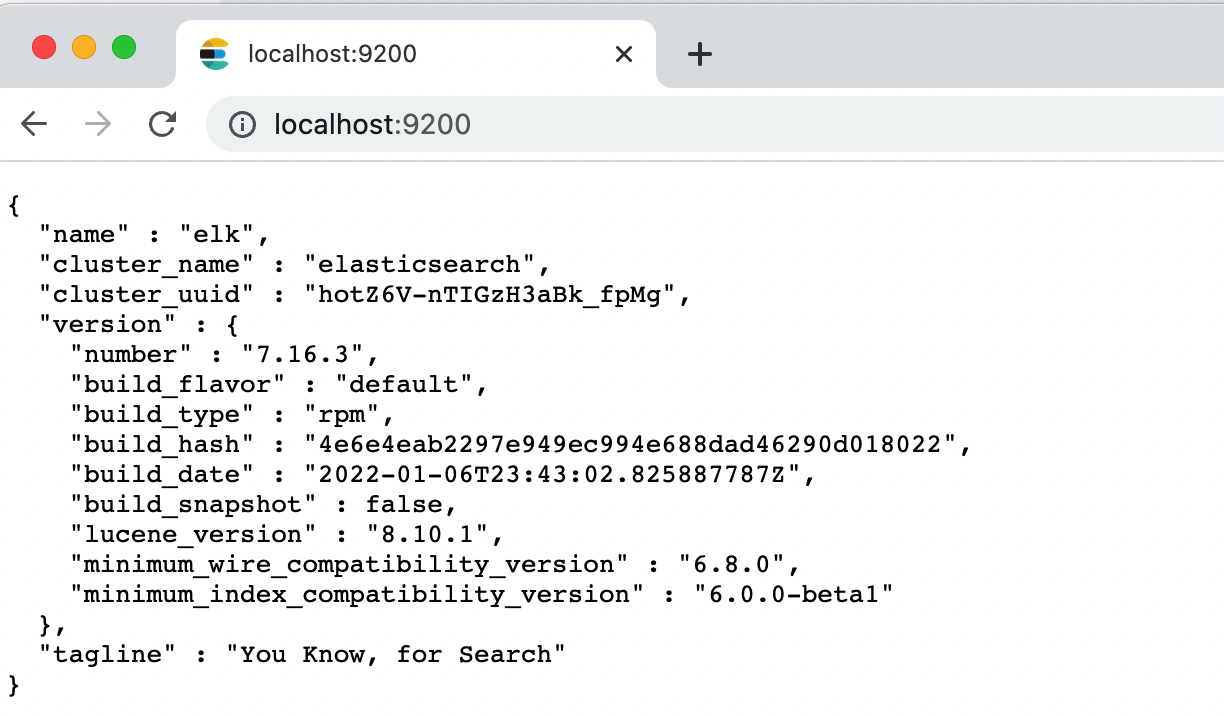 localhost:9200
localhost:9200
{
  "name" : "elk",
  "cluster_name" : "elasticsearch",
  "cluster_uuid" : "hotZ6V-nTIGzH3aBk_fpMg",
  "version" : {
    "number" : "7.16.3",
    "build_flavor" : "default",
    "build_type" : "rpm",
    "build_hash" : "4e6e4eab2297e949ec994e688dad46290d018022",
    "build_date" : "2022-01-06T23:43:02.825887787Z",
    "build_snapshot" : false,
    "lucene_version" : "8.10.1",
    "minimum_wire_compatibility_version" : "6.8.0",
    "minimum_index_compatibility_version" : "6.0.0-beta1"
  },
  "tagline" : "You Know, for Search"
}